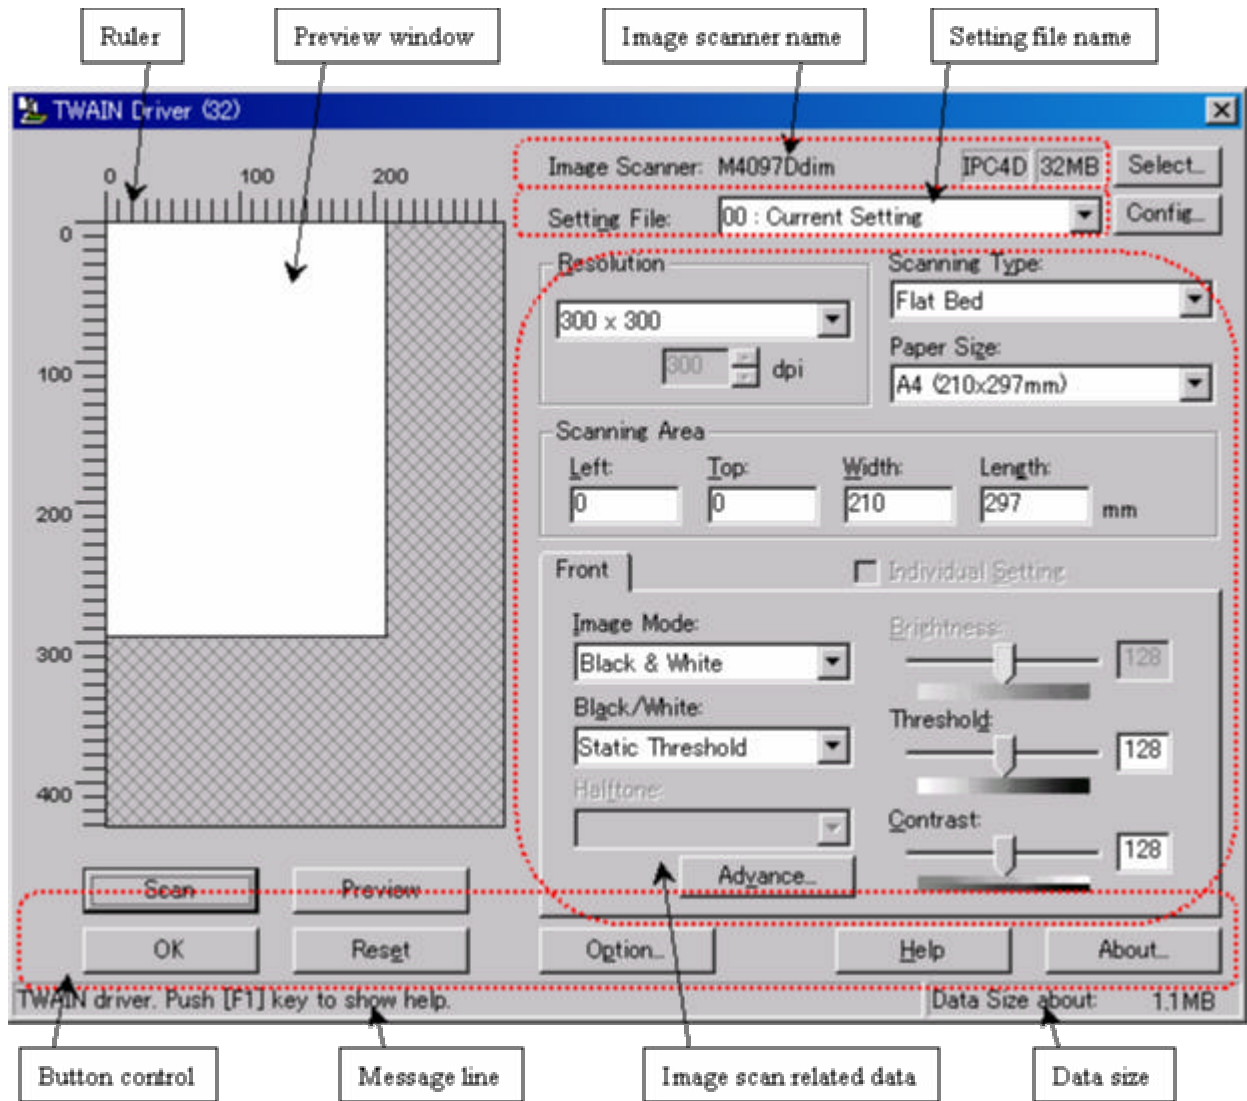 Ruler
Preview window
Image scanner name
Setting file name
TWAIN Driver (32)
0 100 200
Image Scanner: M4097Ddim IPC4D 32MB Select...
Setting File: 00 : Current Setting Config...
0
100
200
300
400
Resolution
300 x 300
300 dpi
Scanning Type:
Flat Bed
Paper Size:
A4 (210x297mm)
Scanning Area
Left: Top: Width: Length:
0 0 210 297 mm
Front
Individual Setting
Image Mode:
Black & White
Black/White:
Static Threshold
Halftone:
Advance...
Brightness:
128
Threshold:
128
Contrast:
128
Scan Preview
OK Reset Option... Help About...
TWAIN driver. Push [F1] key to show help. Data Size about: 1.1MB
Button control
Message line
Image scan related data
Data size